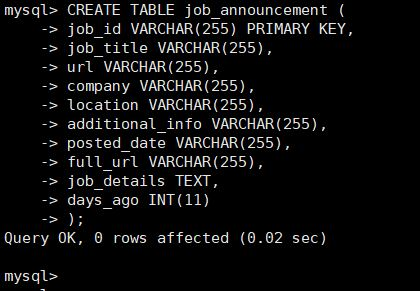 mysql> CREATE TABLE job_announcement (
    -> job_id VARCHAR(255) PRIMARY KEY,
    -> job_title VARCHAR(255),
    -> url VARCHAR(255),
    -> company VARCHAR(255),
    -> location VARCHAR(255),
    -> additional_info VARCHAR(255),
    -> posted_date VARCHAR(255),
    -> full_url VARCHAR(255),
    -> job_details TEXT,
    -> days_ago INT(11)
    -> );
Query OK, 0 rows affected (0.02 sec)

mysql>